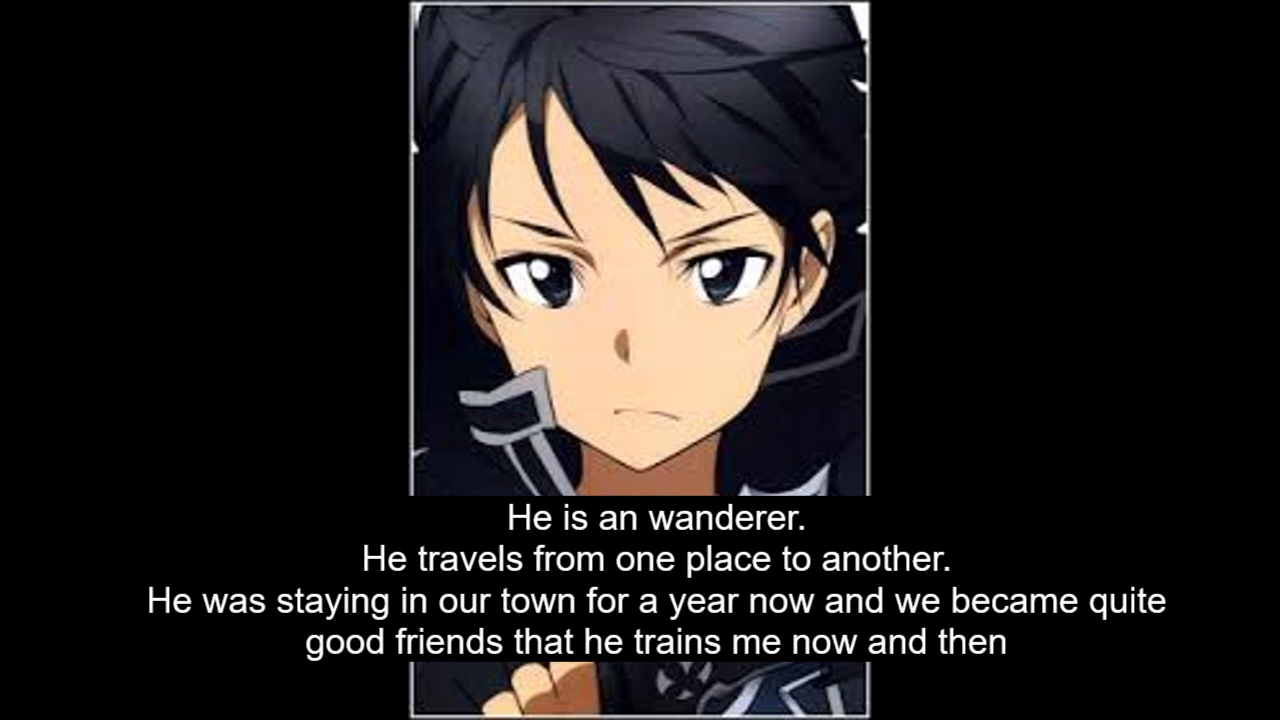 He is an wanderer.
He travels from one place to another.
He was staying in our town for a year now and we became quite
good friends that he trains me now and then